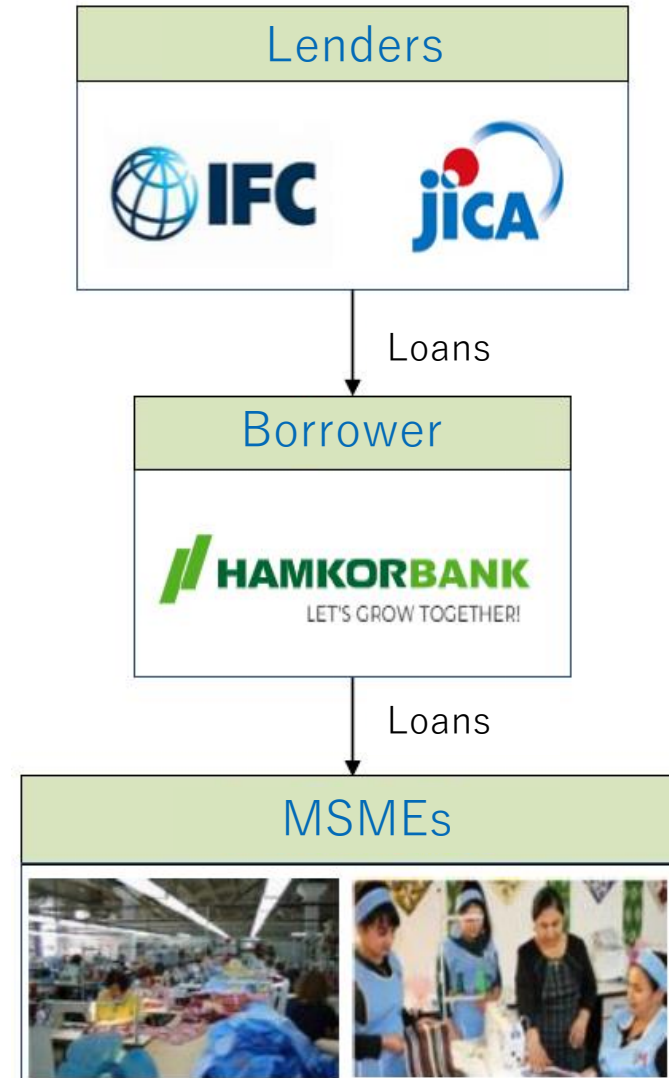 Lenders
IFC
jica
Loans
Borrower
HAMKORBANK
LET'S GROW TOGETHER!
Loans
MSMEs